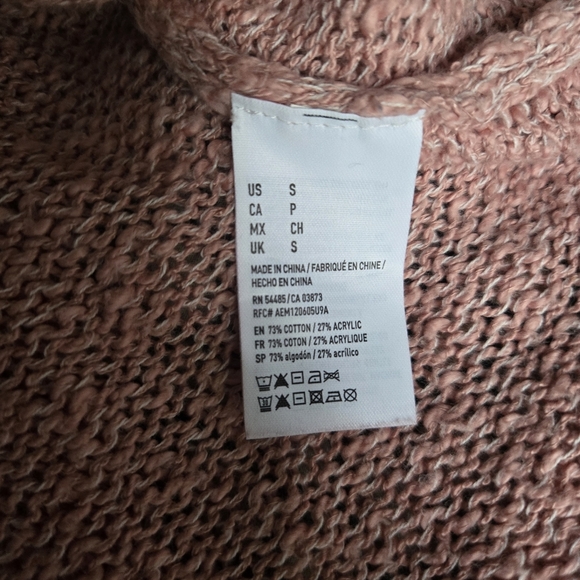 US S
CA P
MX CH
UK S
MADE IN CHINA / FABRIQUÉ EN CHINE /
HECHO EN CHINA
RN 54485 / CA 03873
RFC# AEM120605U9A
EN 73% COTTON / 27% ACRYLIC
FR 73% COTON / 27% ACRYLIQUE
SP 73% algodón / 27% acrílico